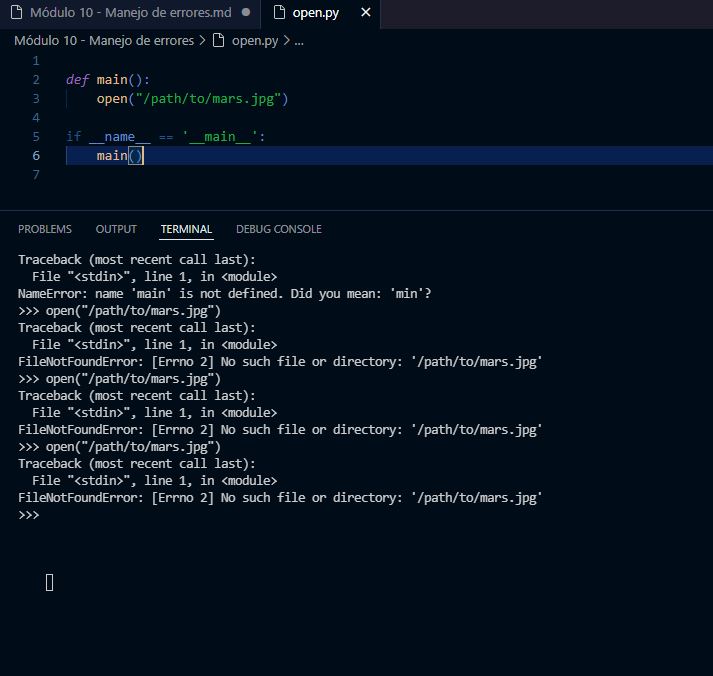 Módulo 10 - Manejo de errores.md ● open.py ×
Módulo 10 - Manejo de errores > open.py > ...
1
2 def main():
3     open("/path/to/mars.jpg")
4
5 if __name__ == '__main__':
6     main()
7
PROBLEMS OUTPUT TERMINAL DEBUG CONSOLE
Traceback (most recent call last):
  File "<stdin>", line 1, in <module>
NameError: name 'main' is not defined. Did you mean: 'min'?
>>> open("/path/to/mars.jpg")
Traceback (most recent call last):
  File "<stdin>", line 1, in <module>
FileNotFoundError: [Errno 2] No such file or directory: '/path/to/mars.jpg'
>>> open("/path/to/mars.jpg")
Traceback (most recent call last):
  File "<stdin>", line 1, in <module>
FileNotFoundError: [Errno 2] No such file or directory: '/path/to/mars.jpg'
>>> open("/path/to/mars.jpg")
Traceback (most recent call last):
  File "<stdin>", line 1, in <module>
FileNotFoundError: [Errno 2] No such file or directory: '/path/to/mars.jpg'
>>>